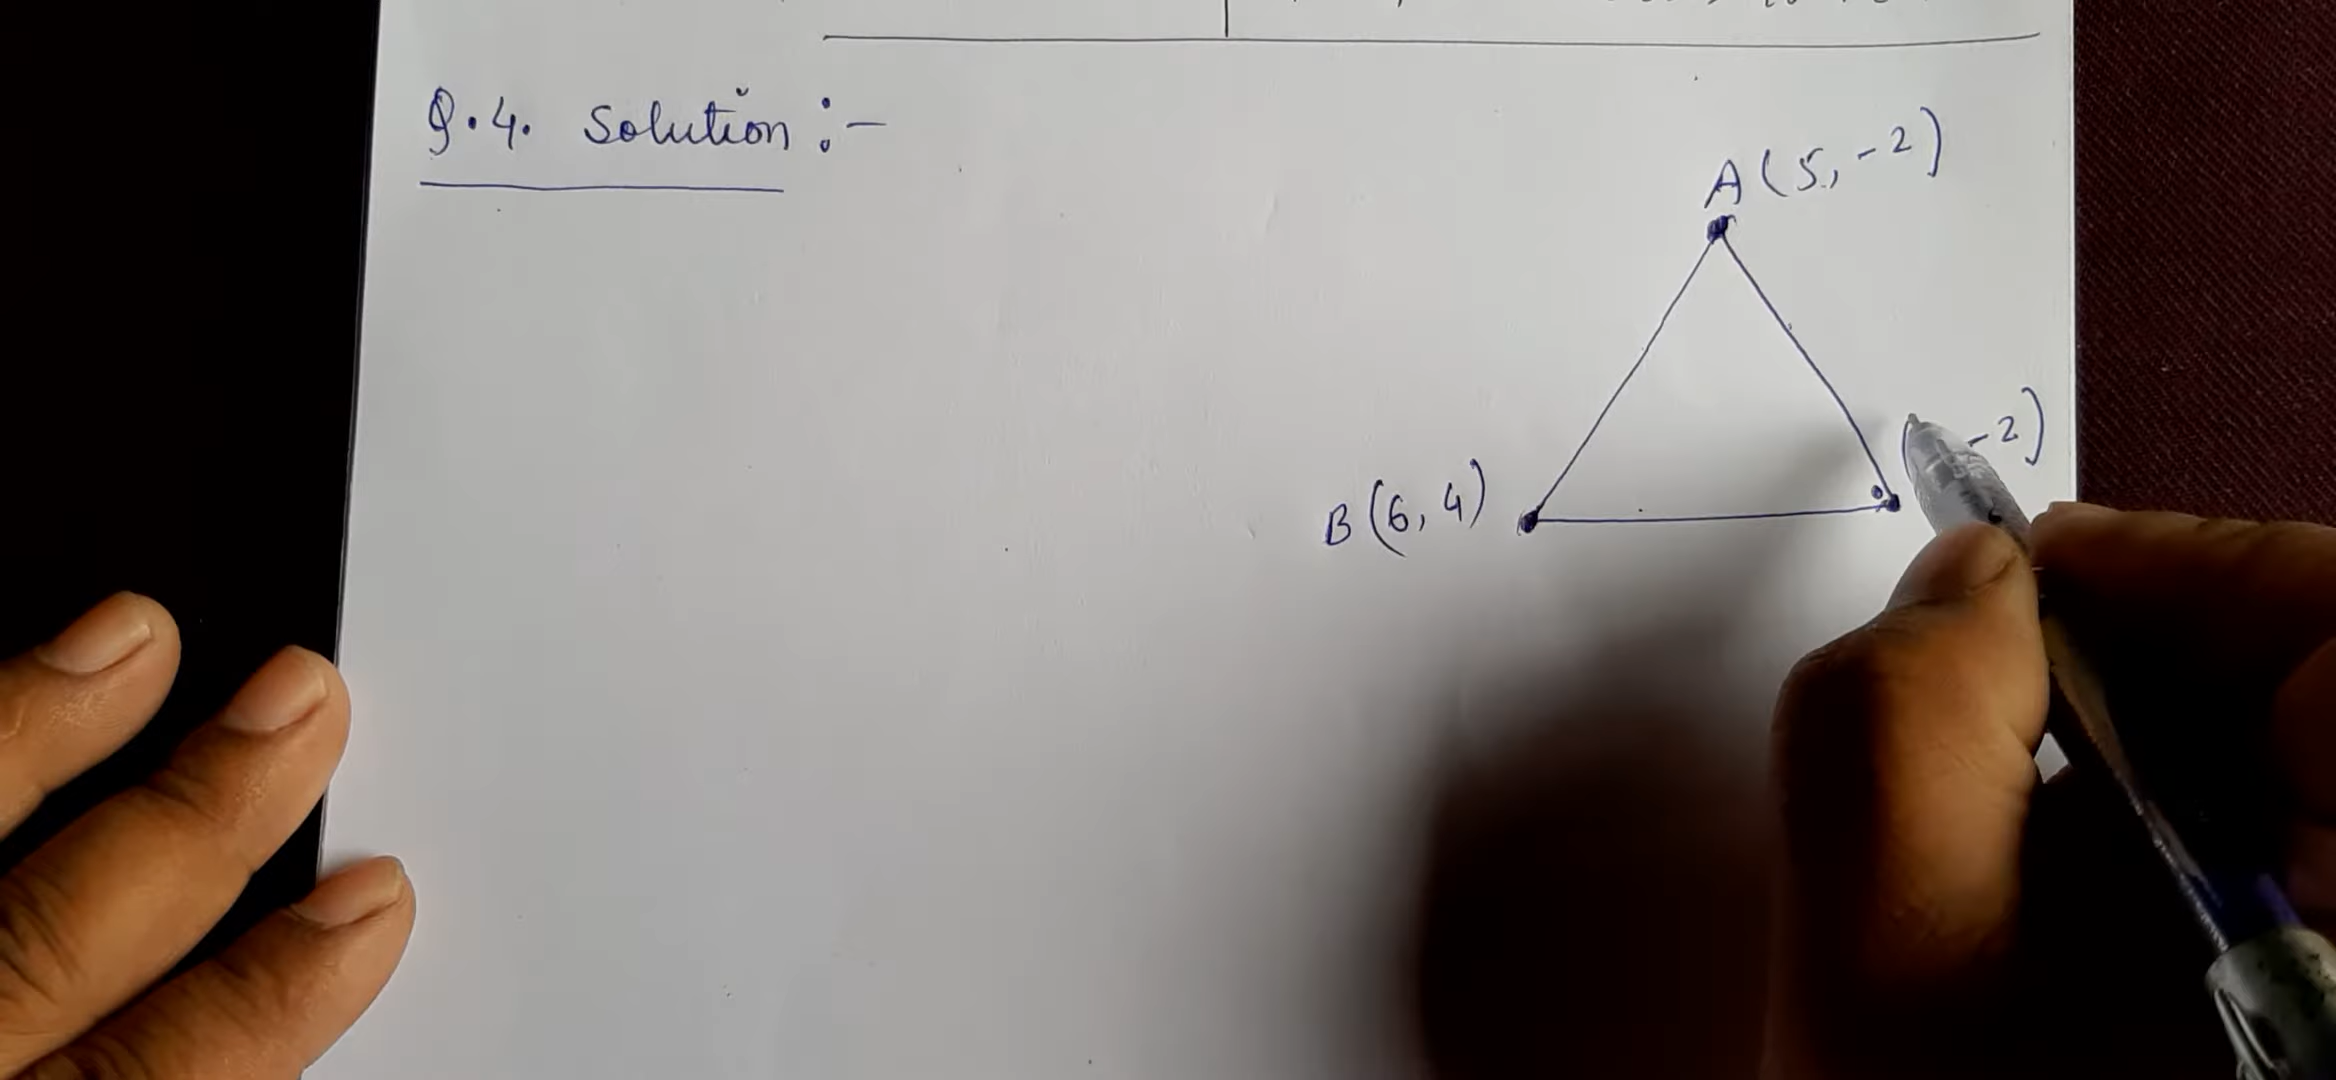 Q.4. Solution :-
A (5, -2)
-2)
B (6, 4)